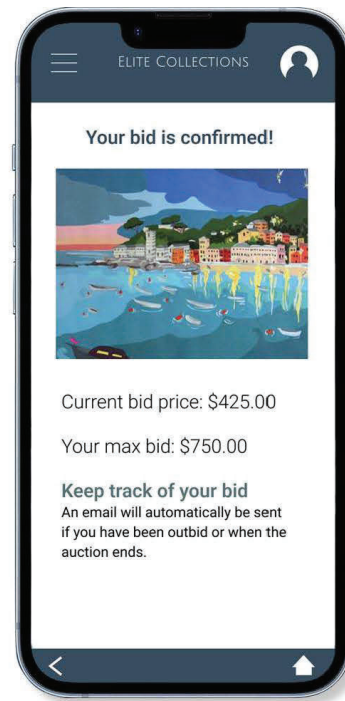 ELITE COLLECTIONS
Your bid is confirmed!
Current bid price: $425.00
Your max bid: $750.00
Keep track of your bid
An email will automatically be sent
if you have been outbid or when the
auction ends.